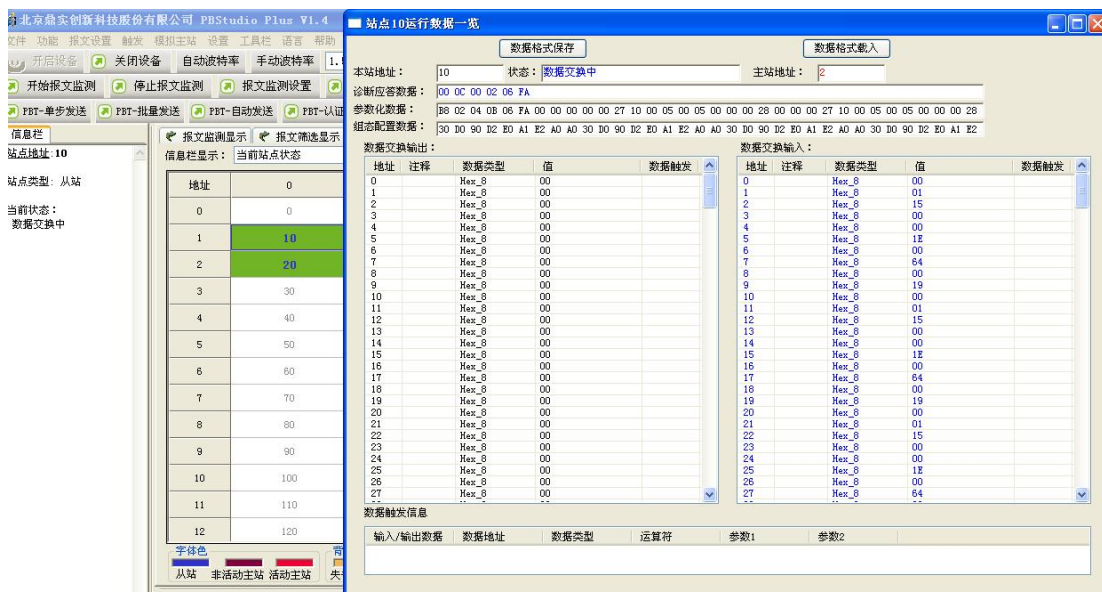 北京鼎实创新科技股份有限公司 PBStudio Plus V1.4
文件 功能 报文设置 触发 模拟主站 设置 工具栏 语言 帮助
开启设备 关闭设备 自动波特率 手动波特率
开始报文监测 停止报文监测 报文监测设置
PBT-单步发送 PBT-批量发送 PBT-自动发送 PBT-认证
信息栏
站点地址:10
站点类型: 从站
当前状态：
数据交换中
报文监测显示 报文筛选显示
信息栏显示： 当前站点状态
地址 0
0 0
1 10
2 20
3 30
4 40
5 50
6 60
7 70
8 80
9 90
10 100
11 110
12 120
字体色
从站 非活动主站 活动主站
站点10运行数据一览
数据格式保存 数据格式载入
本站地址： 10 状态： 数据交换中 主站地址： 2
诊断应答数据： 00 0C 00 02 06 FA
参数化数据： B8 02 04 0B 06 FA 00 00 00 00 00 27 10 00 05 00 05 00 00 00 28 00 00 00 27 10 00 05 00 05 00 00 00 28
组态配置数据： 30 D0 90 D2 E0 A1 E2 A0 A0 30 D0 90 D2 E0 A1 E2 A0 A0 30 D0 90 D2 E0 A1 E2 A0 A0 30 D0 90 D2 E0 A1 E2
数据交换输出：
地址 注释 数据类型 值 数据触发
0 Hex_8 00
1 Hex_8 00
2 Hex_8 00
3 Hex_8 00
4 Hex_8 00
5 Hex_8 00
6 Hex_8 00
7 Hex_8 00
8 Hex_8 00
9 Hex_8 00
10 Hex_8 00
11 Hex_8 00
12 Hex_8 00
13 Hex_8 00
14 Hex_8 00
15 Hex_8 00
16 Hex_8 00
17 Hex_8 00
18 Hex_8 00
19 Hex_8 00
20 Hex_8 00
21 Hex_8 00
22 Hex_8 00
23 Hex_8 00
24 Hex_8 00
25 Hex_8 00
26 Hex_8 00
27 Hex_8 00
数据交换输入：
地址 注释 数据类型 值 数据触发
0 Hex_8 00
1 Hex_8 01
2 Hex_8 15
3 Hex_8 00
4 Hex_8 00
5 Hex_8 1E
6 Hex_8 00
7 Hex_8 64
8 Hex_8 00
9 Hex_8 19
10 Hex_8 00
11 Hex_8 01
12 Hex_8 15
13 Hex_8 00
14 Hex_8 00
15 Hex_8 1E
16 Hex_8 00
17 Hex_8 64
18 Hex_8 00
19 Hex_8 19
20 Hex_8 00
21 Hex_8 01
22 Hex_8 15
23 Hex_8 00
24 Hex_8 00
25 Hex_8 1E
26 Hex_8 00
27 Hex_8 64
数据触发信息
输入/输出数据 数据地址 数据类型 运算符 参数1 参数2